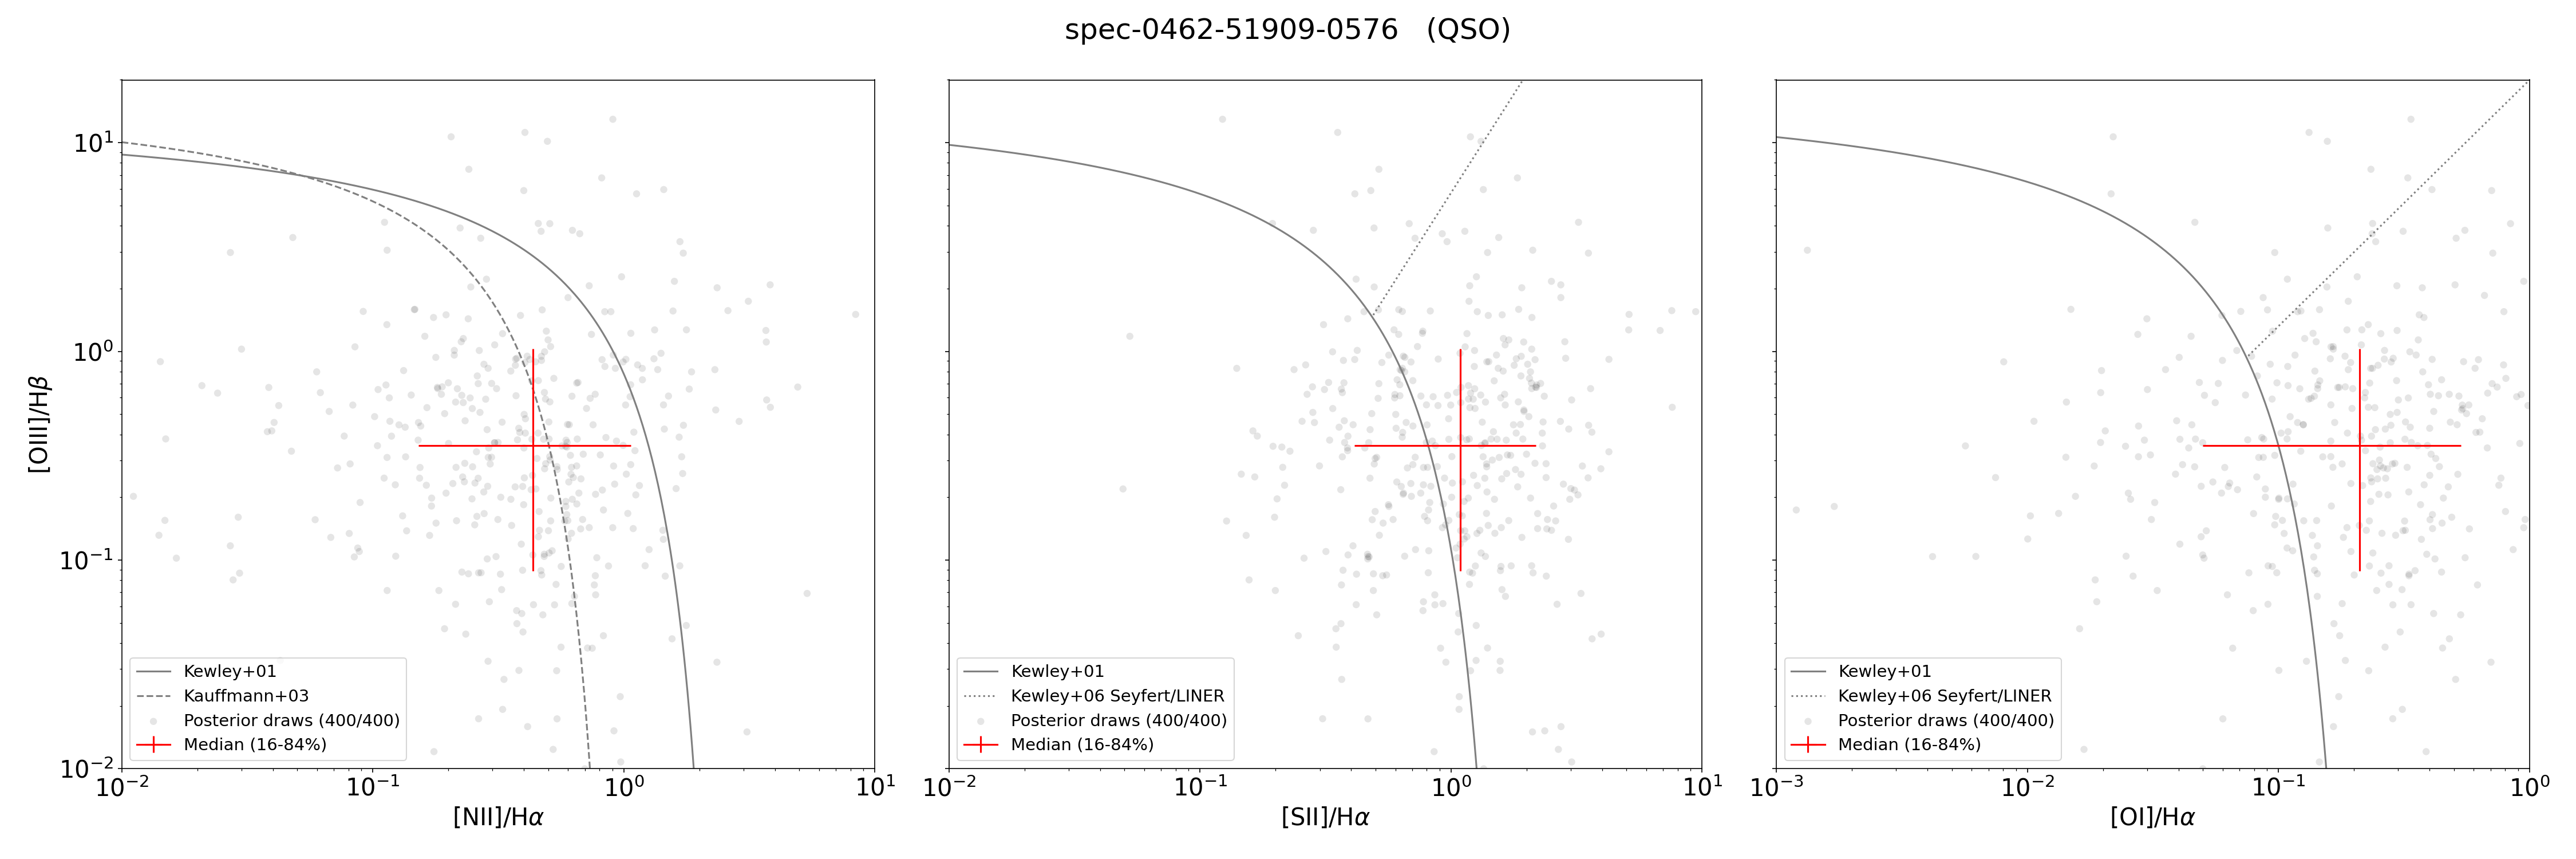 spec-0462-51909-0576 (QSO)
[OIII]/Hβ
10¹
10⁰
10⁻¹
10⁻²
10⁻² 10⁻¹ 10⁰ 10¹
[NII]/Hα
Kewley+01
Kauffmann+03
Posterior draws (400/400)
Median (16-84%)
10⁻² 10⁻¹ 10⁰ 10¹
[SII]/Hα
Kewley+01
Kewley+06 Seyfert/LINER
Posterior draws (400/400)
Median (16-84%)
10⁻³ 10⁻² 10⁻¹ 10⁰
[OI]/Hα
Kewley+01
Kewley+06 Seyfert/LINER
Posterior draws (400/400)
Median (16-84%)